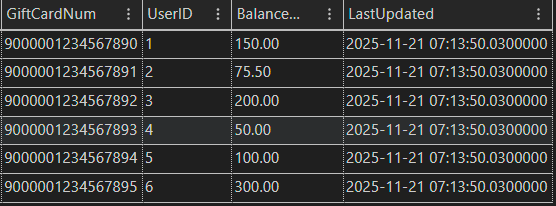 GiftCardNum UserID Balance... LastUpdated
9000001234567890 1 150.00 2025-11-21 07:13:50.0300000
9000001234567891 2 75.50 2025-11-21 07:13:50.0300000
9000001234567892 3 200.00 2025-11-21 07:13:50.0300000
9000001234567893 4 50.00 2025-11-21 07:13:50.0300000
9000001234567894 5 100.00 2025-11-21 07:13:50.0300000
9000001234567895 6 300.00 2025-11-21 07:13:50.0300000